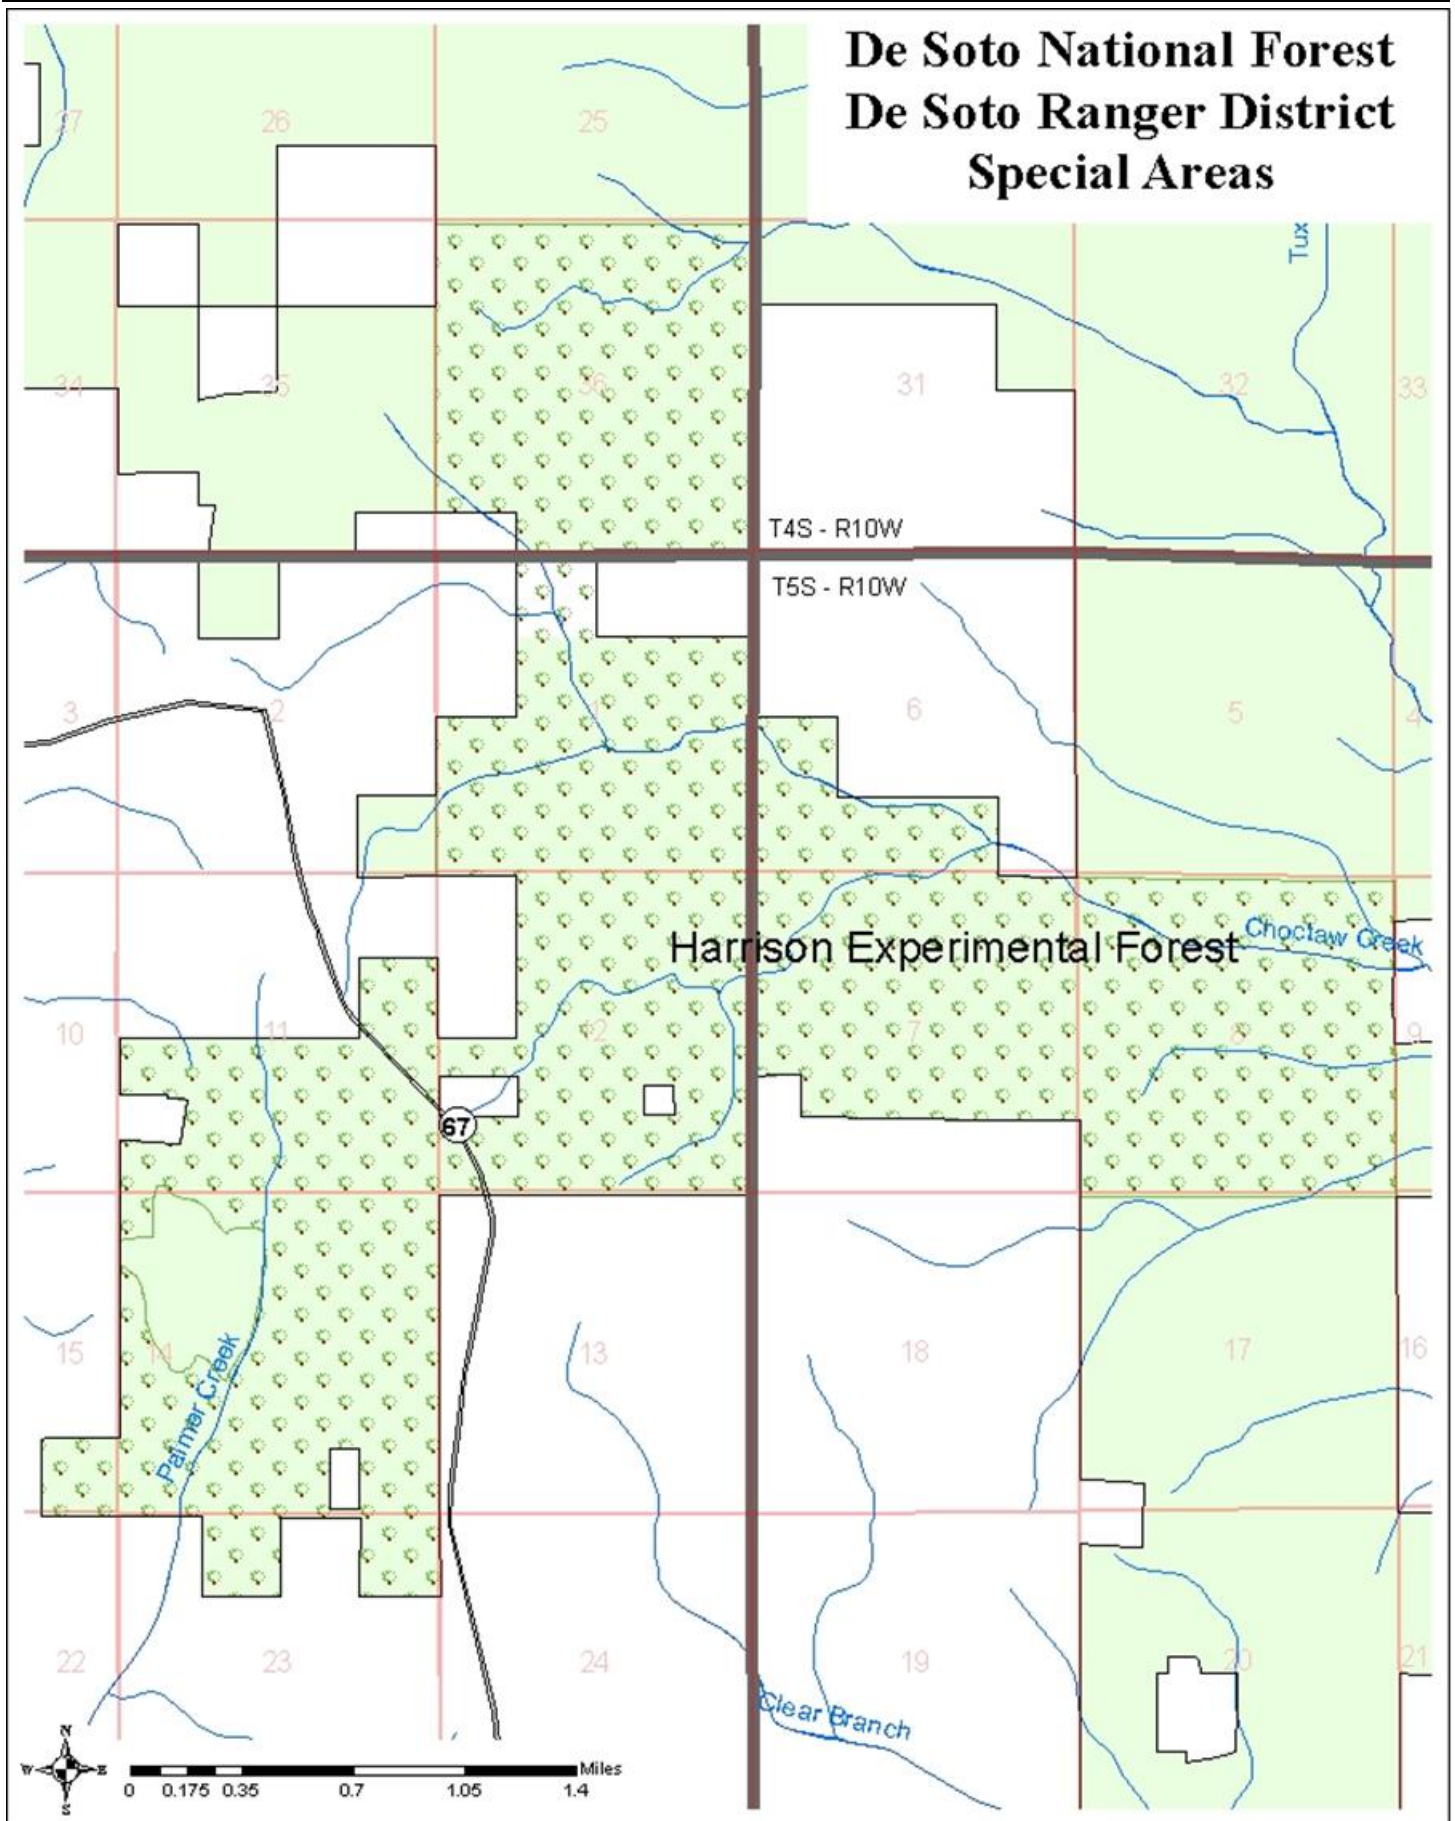 De Soto National Forest
De Soto Ranger District
Special Areas
27
26
25
Tux
34
35
36
31
32
33
T4S - R10W
T5S - R10W
3
2
1
6
5
4
Harrison Experimental Forest
Choctaw Creek
10
11
12
7
8
9
67
15
14
13
18
17
16
Palmer Creek
22
23
24
19
20
21
Clear Branch
N
W E
S
Miles
0 0.175 0.35 0.7 1.05 1.4